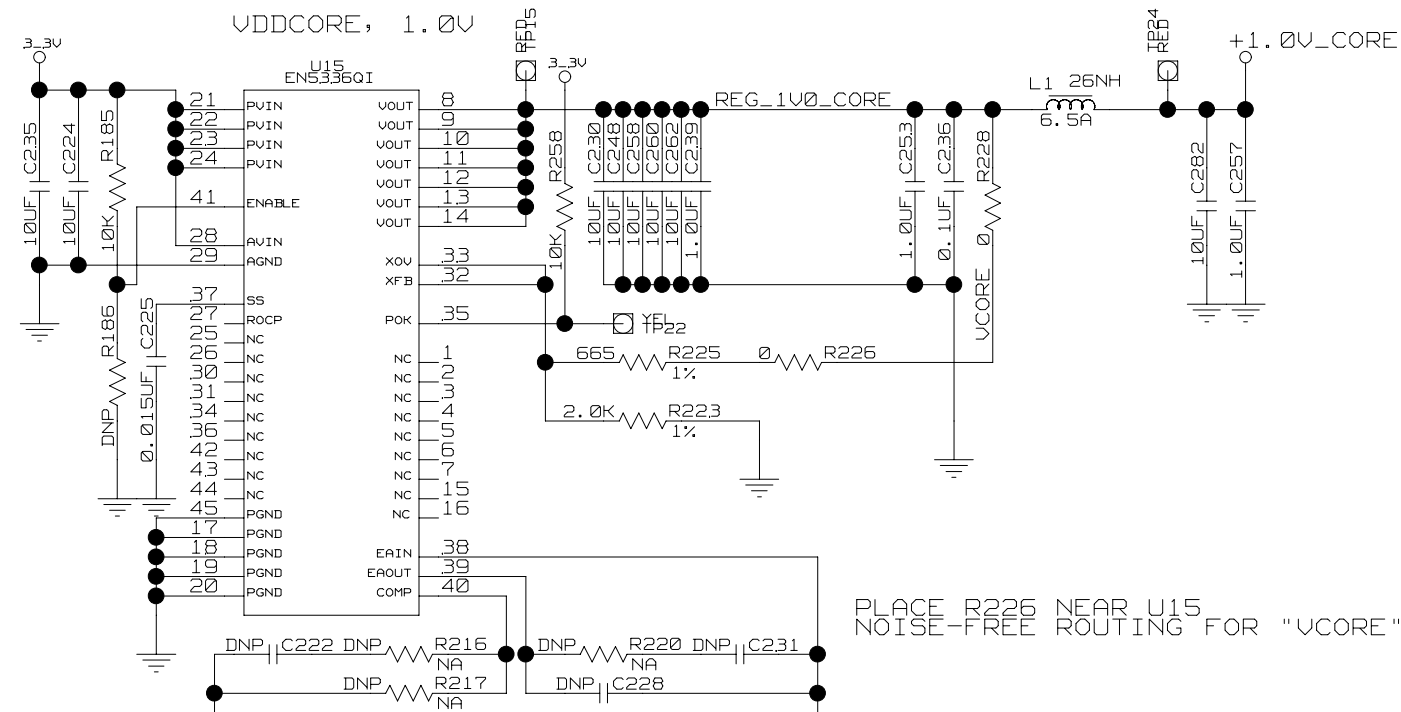 VDDCORE, 1.0V
3_3V
U15
EN5336QI
RED
TP15
3_3V
TP24
RED
+1.0V_CORE
L1 26NH
6.5A
REG_1V0_CORE
10UF C235
10UF C224
10K R185
DNP R186
0.015UF C225
21 PVIN
22 PVIN
23 PVIN
24 PVIN
41 ENABLE
28 AVIN
29 AGND
37 SS
27 ROCP
25 NC
26 NC
30 NC
31 NC
34 NC
36 NC
42 NC
43 NC
44 NC
45 PGND
17 PGND
18 PGND
19 PGND
20 PGND
VOUT 8
VOUT 9
VOUT 10
VOUT 11
VOUT 12
VOUT 13
VOUT 14
XOV 33
XFB 32
POK 35
NC 1
NC 2
NC 3
NC 4
NC 5
NC 6
NC 7
NC 15
NC 16
EAIN 38
EAOUT 39
COMP 40
10K R258
10UF C230
10UF C248
10UF C258
10UF C260
10UF C262
1.0UF C239
1.0UF C253
0.1UF C236
0 R228
VCORE
10UF C282
1.0UF C257
YEL
TP22
665 R225
1%
0 R226
2.0K R223
1%
PLACE R226 NEAR U15
NOISE-FREE ROUTING FOR "VCORE"
DNP C222 DNP R216
NA
DNP R220 DNP C231
NA
DNP R217
NA
DNP C228